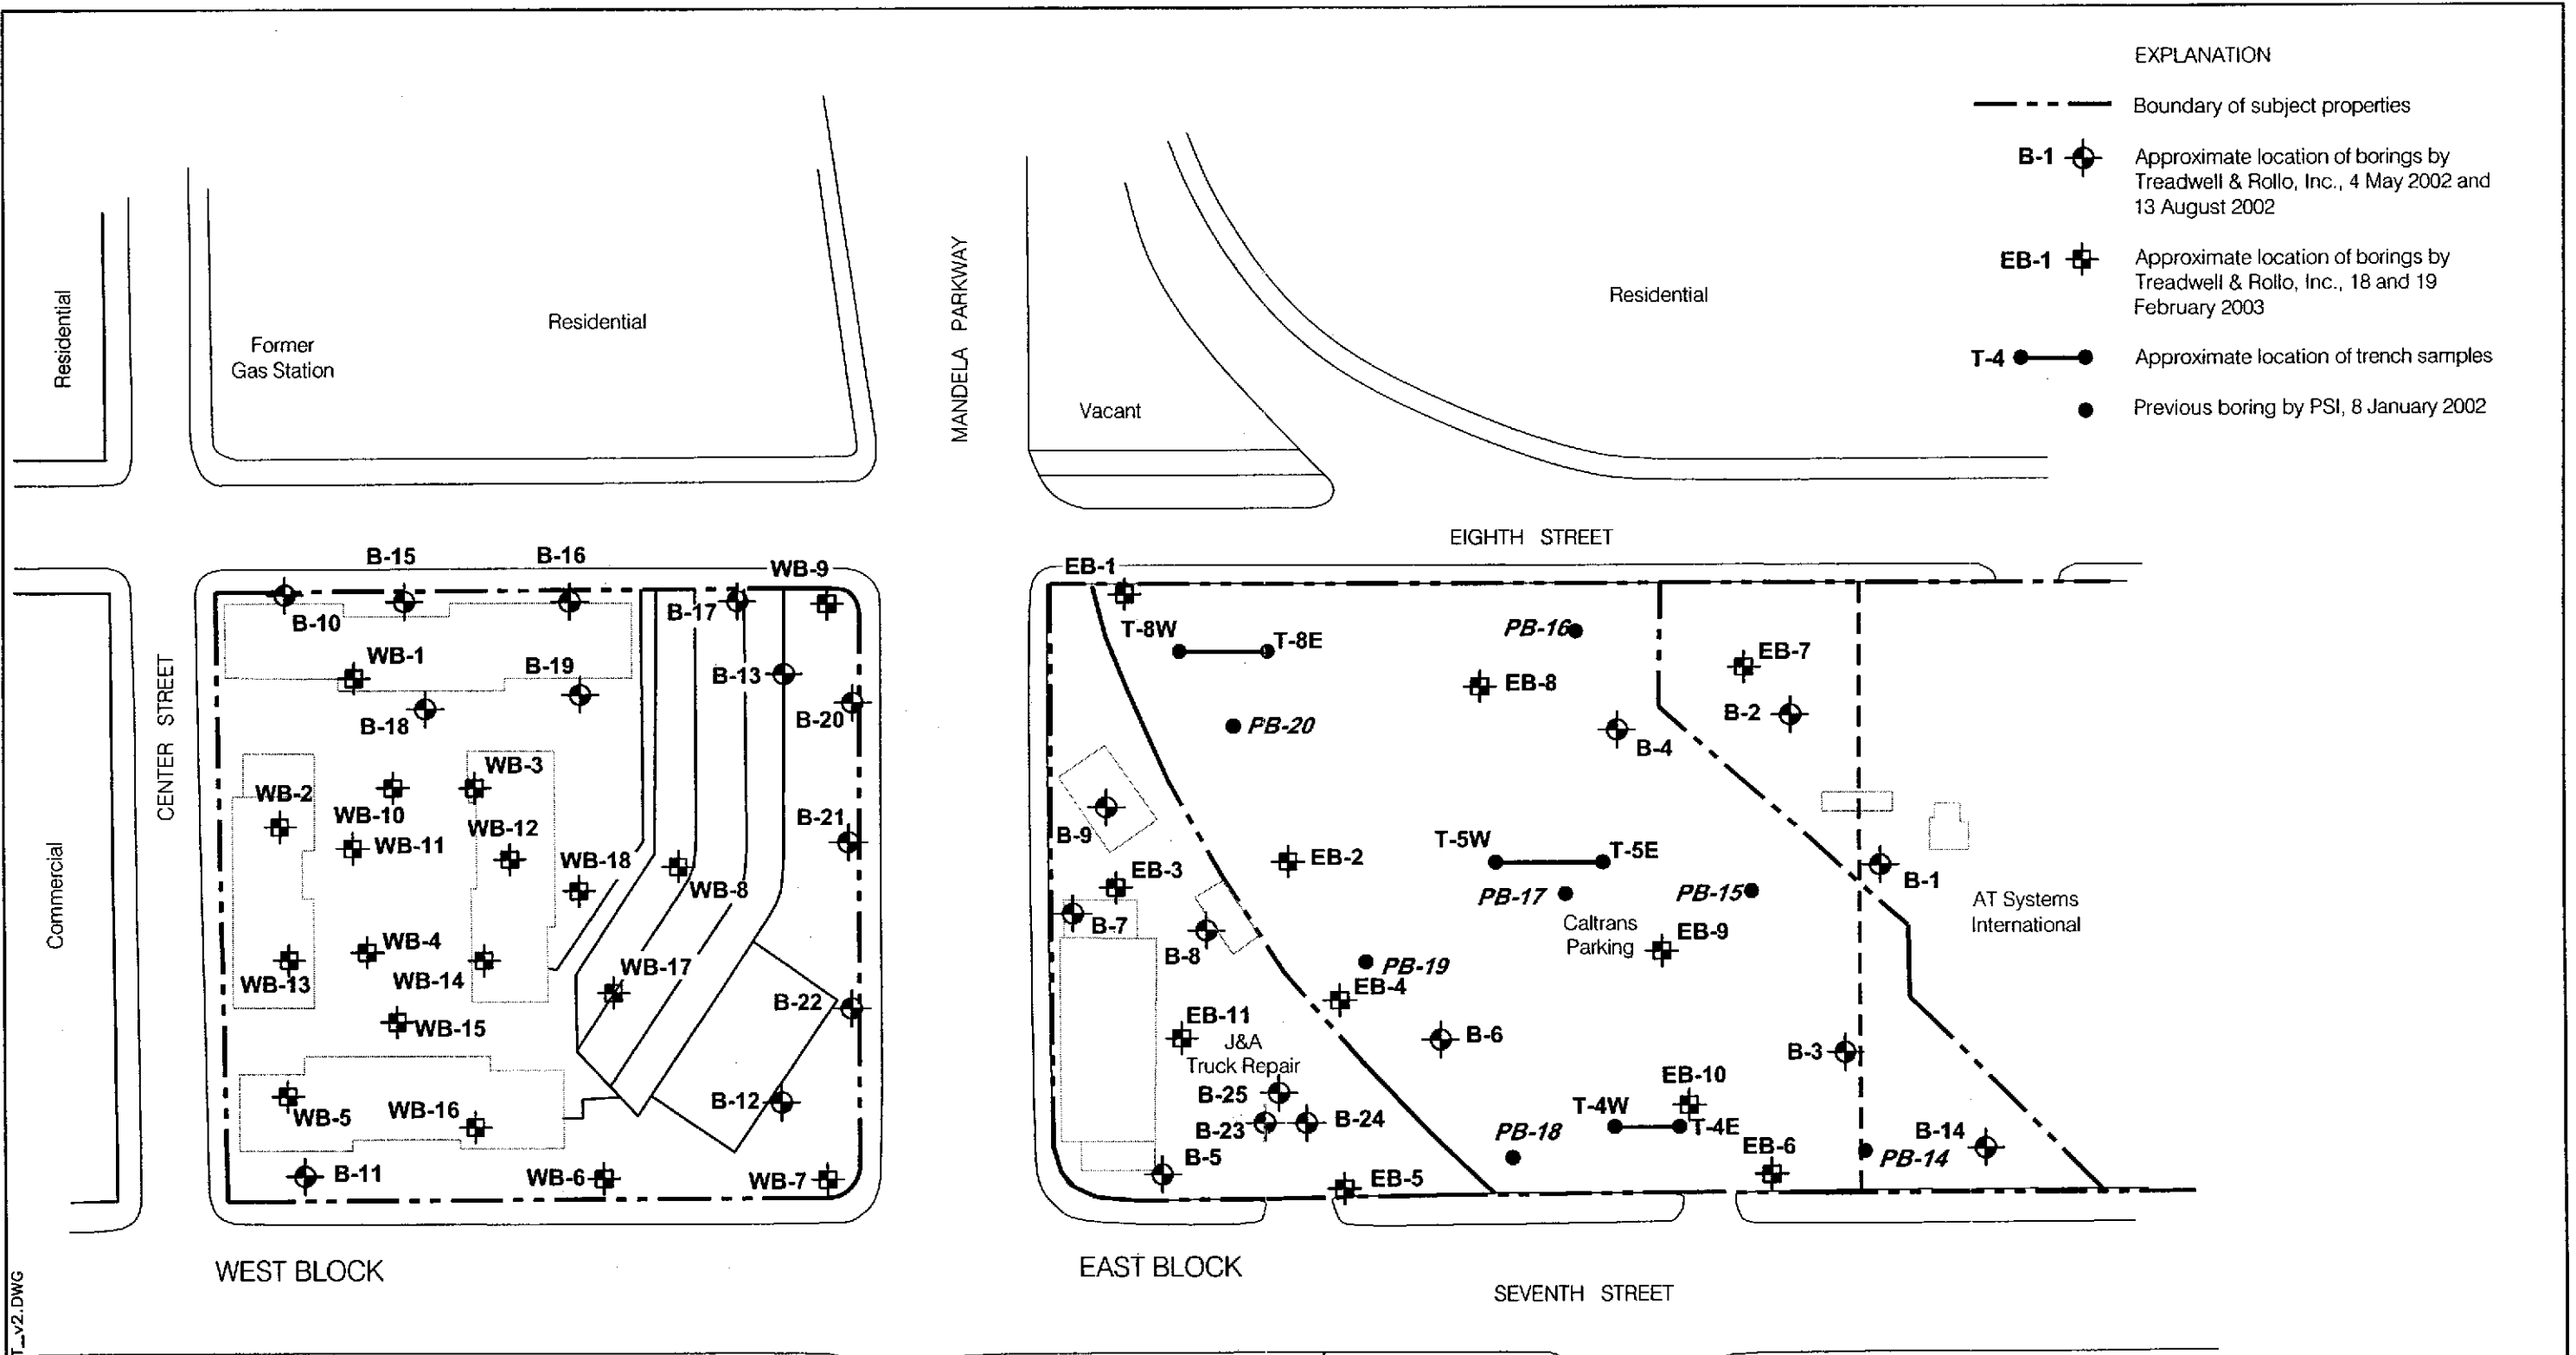 EXPLANATION
Boundary of subject properties
B-1
Approximate location of borings by
Treadwell & Rollo, Inc., 4 May 2002 and
13 August 2002
EB-1
Approximate location of borings by
Treadwell & Rollo, Inc., 18 and 19
February 2003
T-4
Approximate location of trench samples
Previous boring by PSI, 8 January 2002
Residential
Former
Gas Station
Residential
MANDELA PARKWAY
Vacant
Residential
EIGHTH STREET
CENTER STREET
Commercial
B-15
B-16
WB-9
B-10
B-17
WB-1
B-19
B-13
B-18
B-20
WB-3
WB-2
WB-10
WB-12
B-21
WB-11
WB-18
WB-8
WB-4
WB-17
WB-13
WB-14
B-22
WB-15
B-12
WB-16
WB-5
B-11
WB-6
WB-7
WEST BLOCK
EB-1
T-8W
T-8E
PB-16
EB-7
EB-8
B-2
PB-20
B-4
B-9
T-5W
T-5E
EB-2
EB-3
B-1
PB-17
PB-15
AT Systems
International
B-7
Caltrans
Parking
EB-9
B-8
PB-19
EB-4
EB-11
J&A
Truck Repair
B-6
B-3
EB-10
B-25
T-4W
T-4E
B-23
B-24
PB-18
B-14
EB-6
PB-14
B-5
EB-5
EAST BLOCK
SEVENTH STREET
T_v2.DWG